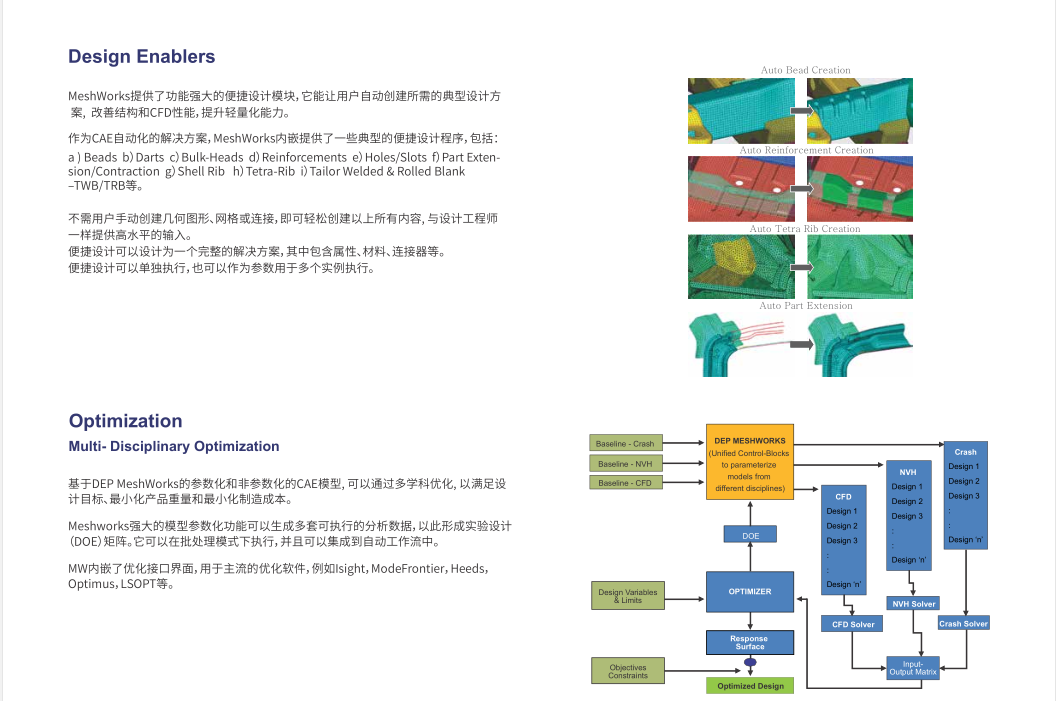 Design Enablers
MeshWorks提供了功能强大的便捷设计模块,它能让用户自动创建所需的典型设计方
案, 改善结构和CFD性能,提升轻量化能力。
作为CAE自动化的解决方案,MeshWorks内嵌提供了一些典型的便捷设计程序,包括:
a ) Beads b) Darts c) Bulk-Heads d) Reinforcements e) Holes/Slots f) Part Exten-
sion/Contraction g) Shell Rib h) Tetra-Rib i) Tailor Welded & Rolled Blank
–TWB/TRB等。
不需用户手动创建几何图形、网格或连接,即可轻松创建以上所有内容,与设计工程师
一样提供高水平的输入。
便捷设计可以设计为一个完整的解决方案,其中包含属性、材料、连接器等。
便捷设计可以单独执行,也可以作为参数用于多个实例执行。
Auto Bead Creation
Auto Reinforcement Creation
Auto Tetra Rib Creation
Auto Part Extension
Optimization
Multi- Disciplinary Optimization
基于DEP MeshWorks的参数化和非参数化的CAE模型, 可以通过多学科优化, 以满足设
计目标、最小化产品重量和最小化制造成本。
Meshworks强大的模型参数化功能可以生成多套可执行的分析数据,以此形成实验设计
(DOE)矩阵。它可以在批处理模式下执行,并且可以集成到自动工作流中。
MW内嵌了优化接口界面,用于主流的优化软件,例如Isight,ModeFrontier,Heeds,
Optimus,LSOPT等。
Baseline - Crash
Baseline - NVH
Baseline - CFD
DEP MESHWORKS
(Unified Control-Blocks
to parameterize
models from
different disciplines)
DOE
Design Variables
& Limits
OPTIMIZER
Response
Surface
Objectives
Constraints
Optimized Design
CFD
Design 1
Design 2
Design 3
:
:
Design 'n'
CFD Solver
NVH
Design 1
Design 2
Design 3
:
:
Design 'n'
NVH Solver
Crash
Design 1
Design 2
Design 3
:
:
Design 'n'
Crash Solver
Input-
Output Matrix